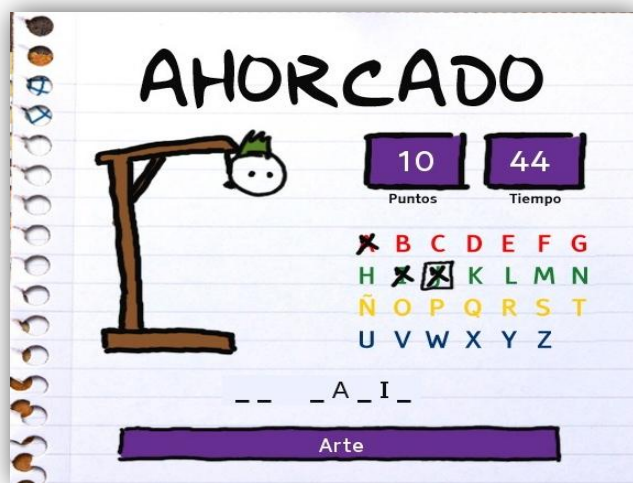 AHORCADO
10 44
Puntos Tiempo
A B C D E F G
H I J K L M N
Ñ O P Q R S T
U V W X Y Z
_ _   _ A _ I _
Arte